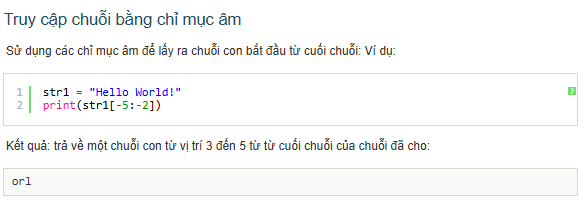 Truy cập chuỗi bằng chỉ mục âm
Sử dụng các chỉ mục âm để lấy ra chuỗi con bắt đầu từ cuối chuỗi: Ví dụ:
1 str1 = "Hello World!"
?
2 print(str1[-5:-2])
Kết quả: trả về một chuỗi con từ vị trí 3 đến 5 từ từ cuối chuỗi của chuỗi đã cho:
orl